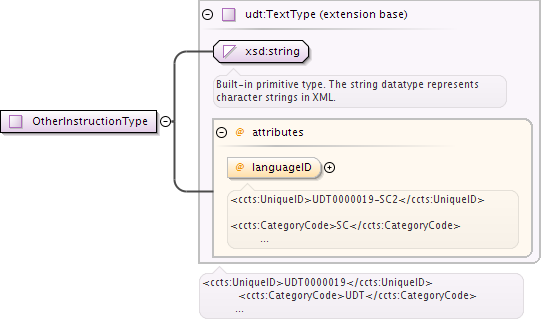 udt:TextType (extension base)
xsd:string
Built-in primitive type. The string datatype represents
character strings in XML.
OtherInstructionType
@ attributes
@ languageID
<ccts:UniqueID>UDT0000019-SC2</ccts:UniqueID>
<ccts:CategoryCode>SC</ccts:CategoryCode>
...
<ccts:UniqueID>UDT0000019</ccts:UniqueID>
<ccts:CategoryCode>UDT</ccts:CategoryCode>
...